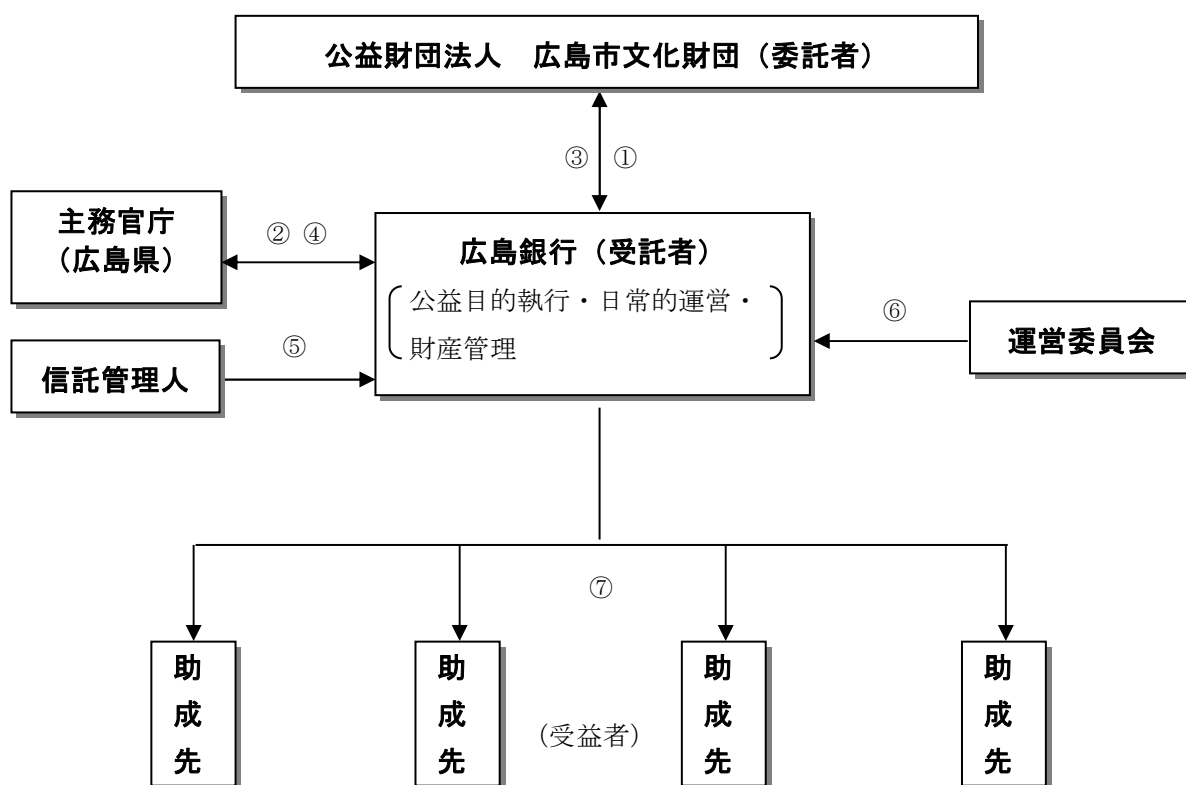 公益財団法人　広島市文化財団（委託者）
③ ①
主務官庁
（広島県）
② ④
広島銀行（受託者）
公益目的執行・日常的運営・
財産管理
⑥
運営委員会
⑤
信託管理人
⑦
助成先
助成先
（受益者）
助成先
助成先